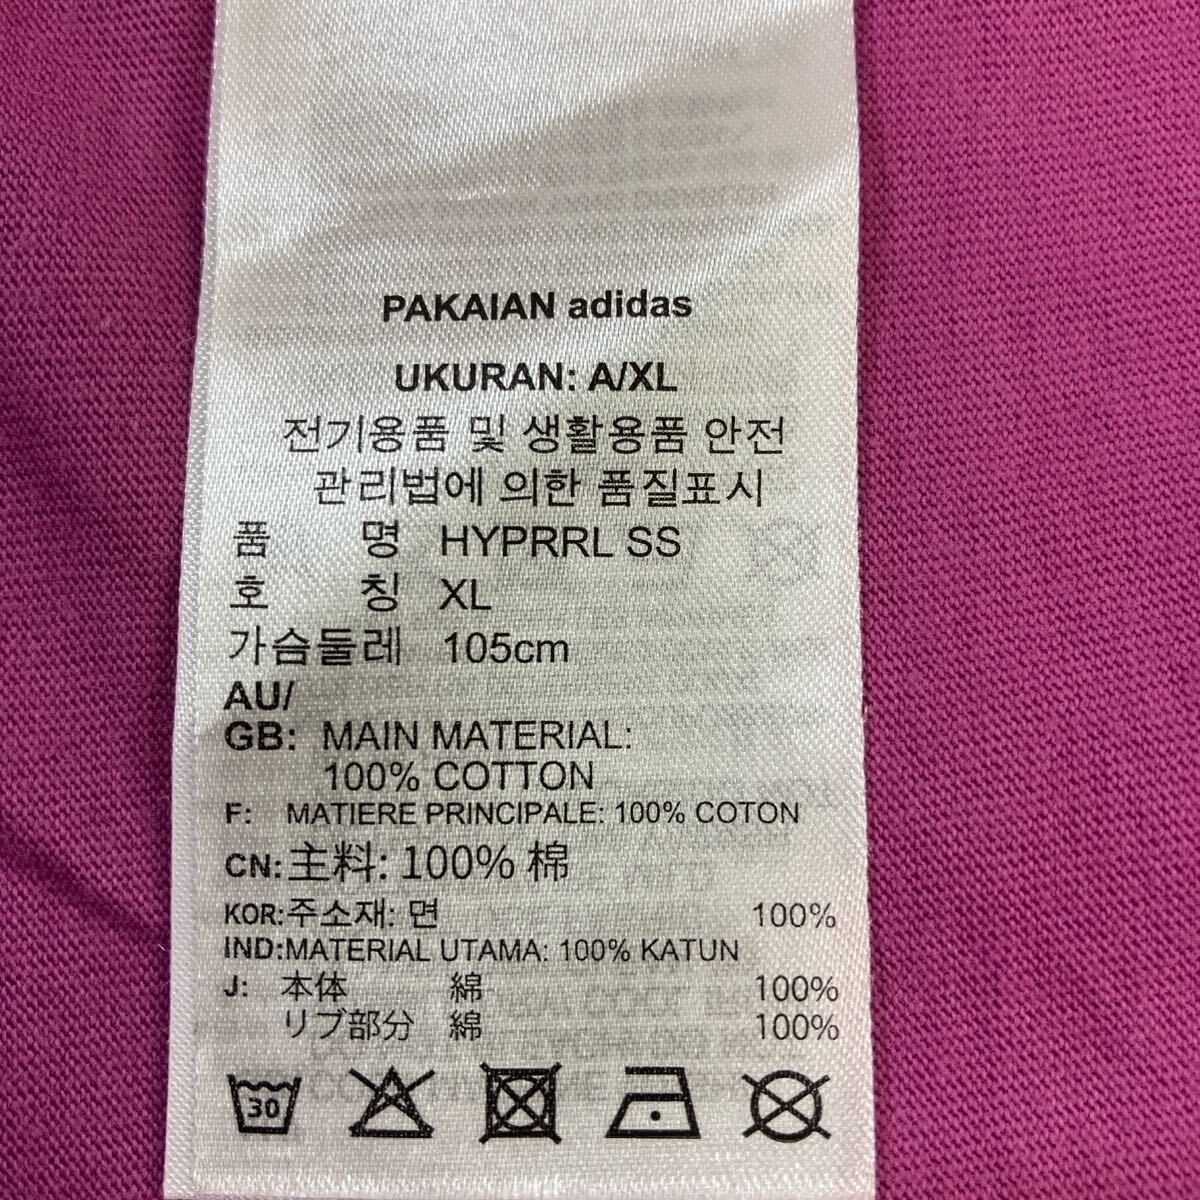 PAKAIAN adidas
UKURAN: A/XL
전기용품 및 생활용품 안전
관리법에 의한 품질표시
품 명 HYPRRL SS
호 칭 XL
가슴둘레 105cm
AU/
GB: MAIN MATERIAL:
100% COTTON
F: MATIERE PRINCIPALE: 100% COTON
CN:主料: 100% 棉
KOR:주소재: 면 100%
IND:MATERIAL UTAMA: 100% KATUN
J: 本体 綿 100%
リブ部分 綿 100%
30